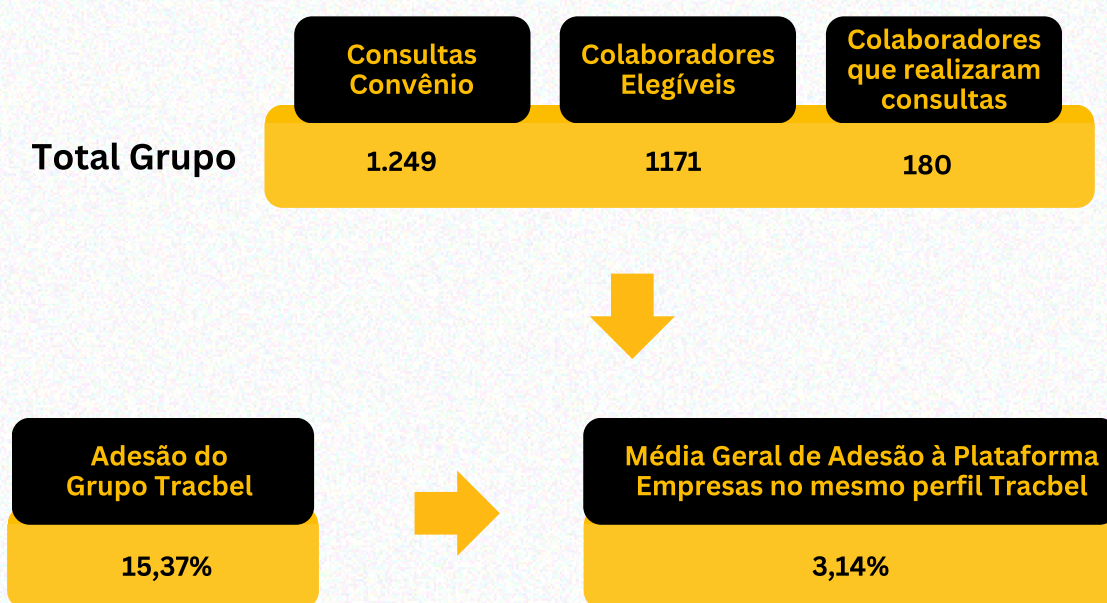 Consultas
Convênio
Colaboradores
Elegíveis
Colaboradores
que realizaram
consultas
Total Grupo
1.249
1171
180
Adesão do
Grupo Tracbel
Média Geral de Adesão à Plataforma
Empresas no mesmo perfil Tracbel
15,37%
3,14%